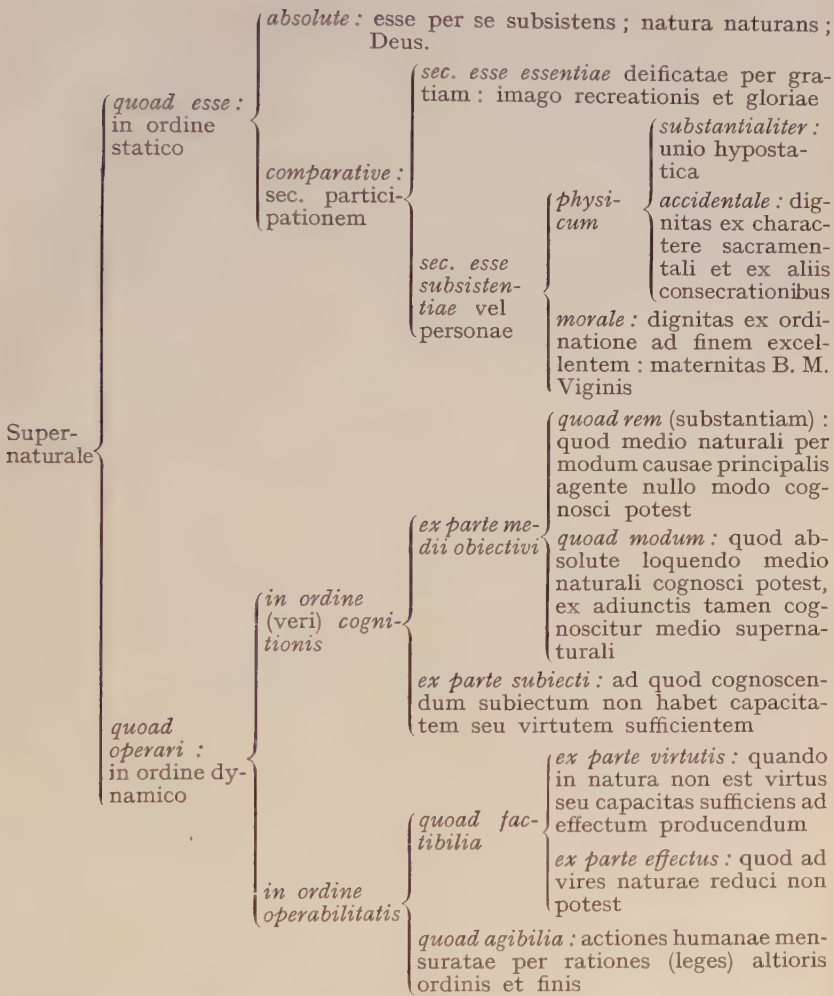 absolute : esse per se subsistens ; natura naturans ;
Deus.
quoad esse :
in ordine
statico
sec. esse essentiae deificatae per gra-
tiam : imago recreationis et gloriae
comparative :
sec. partici-
pationem
substantialiter :
unio hyposta-
tica
physi-
cum
accidentale : dig-
nitas ex charac-
tere sacramen-
tali et ex aliis
consecrationibus
sec. esse
subsisten-
tiae vel
personae
morale : dignitas ex ordi-
natione ad finem excel-
lentem : maternitas B. M.
Viginis
Super-
naturale
quoad rem (substantiam) :
quod medio naturali per
modum causae principalis
agente nullo modo cog-
nosci potest
ex parte me-
dii obiectivi
quoad modum : quod ab-
solute loquendo medio
naturali cognosci potest,
ex adiunctis tamen cog-
noscitur medio superna-
turali
in ordine
(veri) cogni-
tionis
ex parte subiecti : ad quod cognoscen-
dum subiectum non habet capacita-
tem seu virtutem sufficientem
quoad
operari :
in ordine dy-
namico
ex parte virtutis : quando
in natura non est virtus
seu capacitas sufficiens ad
effectum producendum
quoad fac-
tibilia
ex parte effectus : quod ad
vires naturae reduci non
potest
in ordine
operabilitatis
quoad agibilia : actiones humanae men-
suratae per rationes (leges) altioris
ordinis et finis